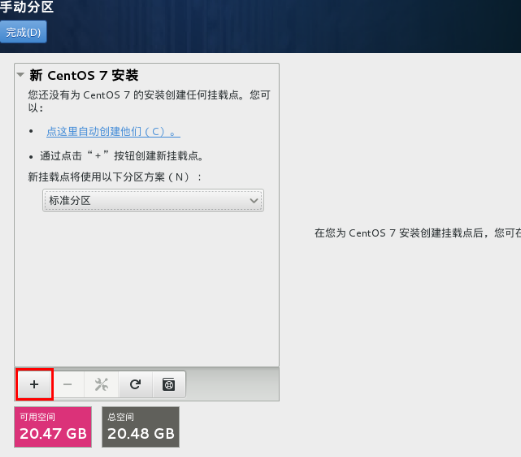 手动分区
完成(D)
新 CentOS 7 安装
您还没有为 CentOS 7 的安装创建任何挂载点。您可
以：
• 点这里自动创建他们（C）。
• 通过点击“+”按钮创建新挂载点。
新挂载点将使用以下分区方案（N）：
标准分区
在您为 CentOS 7 安装创建挂载点后，您可在
+ −
可用空间
20.47 GB
总空间
20.48 GB